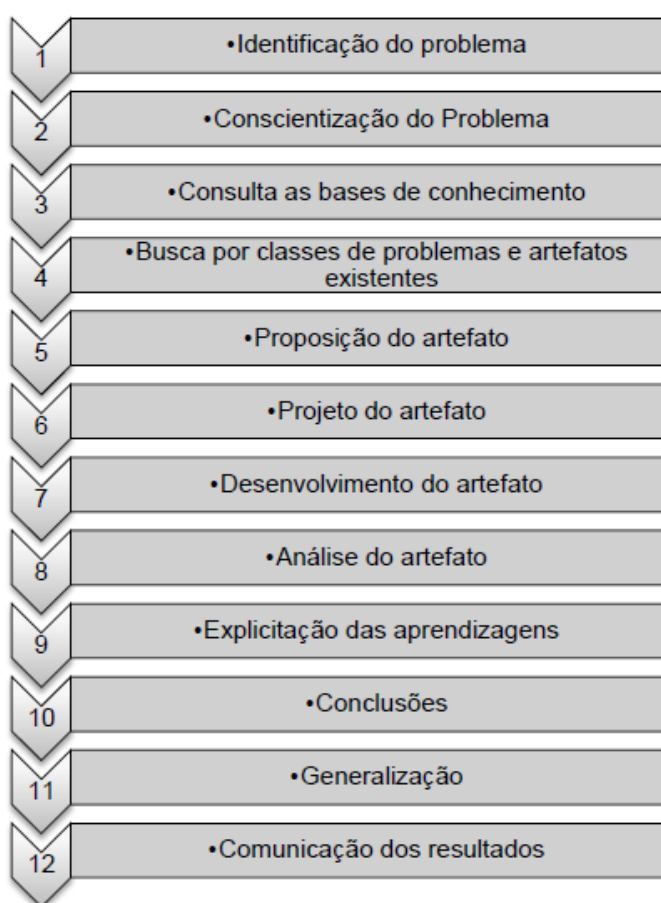 1
•Identificação do problema
2
•Conscientização do Problema
3
•Consulta as bases de conhecimento
4
•Busca por classes de problemas e artefatos
existentes
5
•Proposição do artefato
6
•Projeto do artefato
7
•Desenvolvimento do artefato
8
•Análise do artefato
9
•Explicitação das aprendizagens
10
•Conclusões
11
•Generalização
12
•Comunicação dos resultados